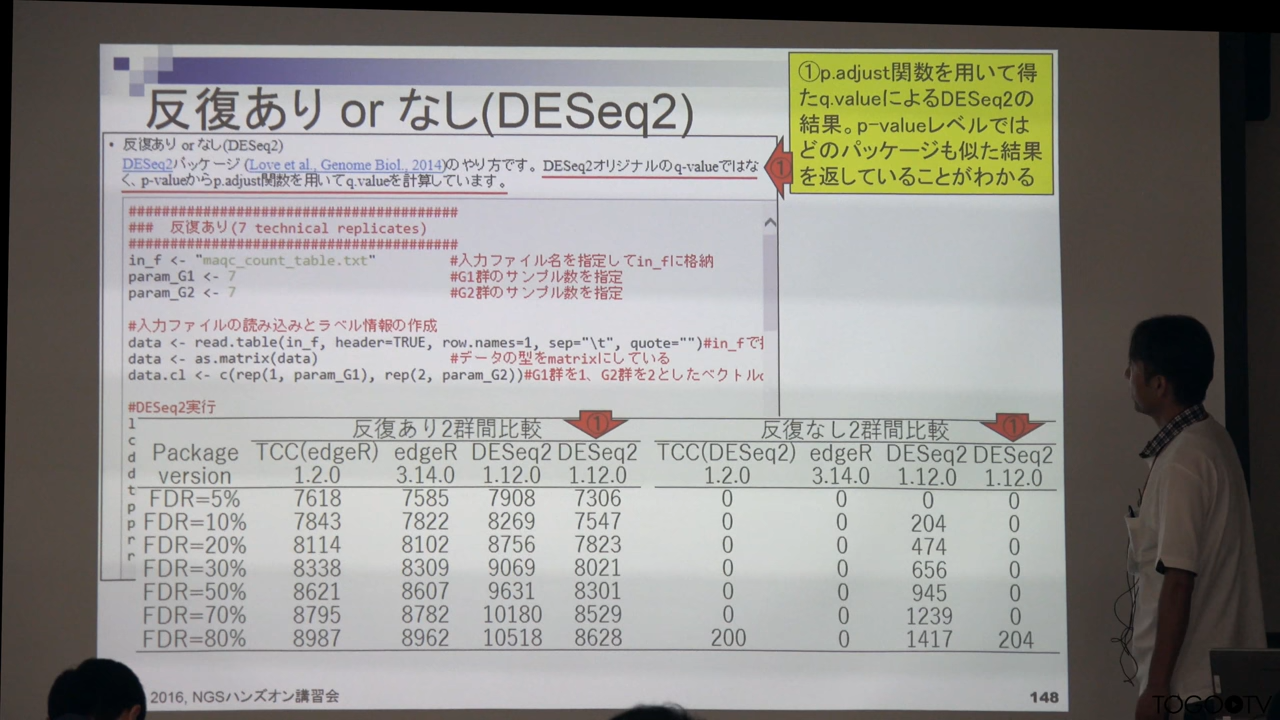 反復あり or なし(DESeq2)
①p.adjust関数を用いて得
たq.valueによるDESeq2の
結果。p-valueレベルでは
どのパッケージも似た結果
を返していることがわかる
• 反復あり or なし(DESeq2)
DESeq2パッケージ (Love et al., Genome Biol., 2014)のやり方です。DESeq2オリジナルのq-valueではな
く、p-valueからp.adjust関数を用いてq.valueを計算しています。
①
########################################
### 反復あり(7 technical replicates)
########################################
in_f <- "maqc_count_table.txt" #入力ファイル名を指定してin_fに格納
param_G1 <- 7 #G1群のサンプル数を指定
param_G2 <- 7 #G2群のサンプル数を指定
#入力ファイルの読み込みとラベル情報の作成
data <- read.table(in_f, header=TRUE, row.names=1, sep="\t", quote="")#in_fで
data <- as.matrix(data) #データの型をmatrixにしている
data.cl <- c(rep(1, param_G1), rep(2, param_G2))#G1群を1、G2群を2としたベクトル
#DESeq2実行
反復あり2群間比較 ① 反復なし2群間比較 ①
Package TCC(edgeR) edgeR DESeq2 DESeq2 TCC(DESeq2) edgeR DESeq2 DESeq2
version 1.2.0 3.14.0 1.12.0 1.12.0 1.2.0 3.14.0 1.12.0 1.12.0
FDR=5% 7618 7585 7908 7306 0 0 0 0
FDR=10% 7843 7822 8269 7547 0 0 204 0
FDR=20% 8114 8102 8756 7823 0 0 474 0
FDR=30% 8338 8309 9069 8021 0 0 656 0
FDR=50% 8621 8607 9631 8301 0 0 945 0
FDR=70% 8795 8782 10180 8529 0 0 1239 0
FDR=80% 8987 8962 10518 8628 200 0 1417 204
2016, NGSハンズオン講習会
148
TOGOTV